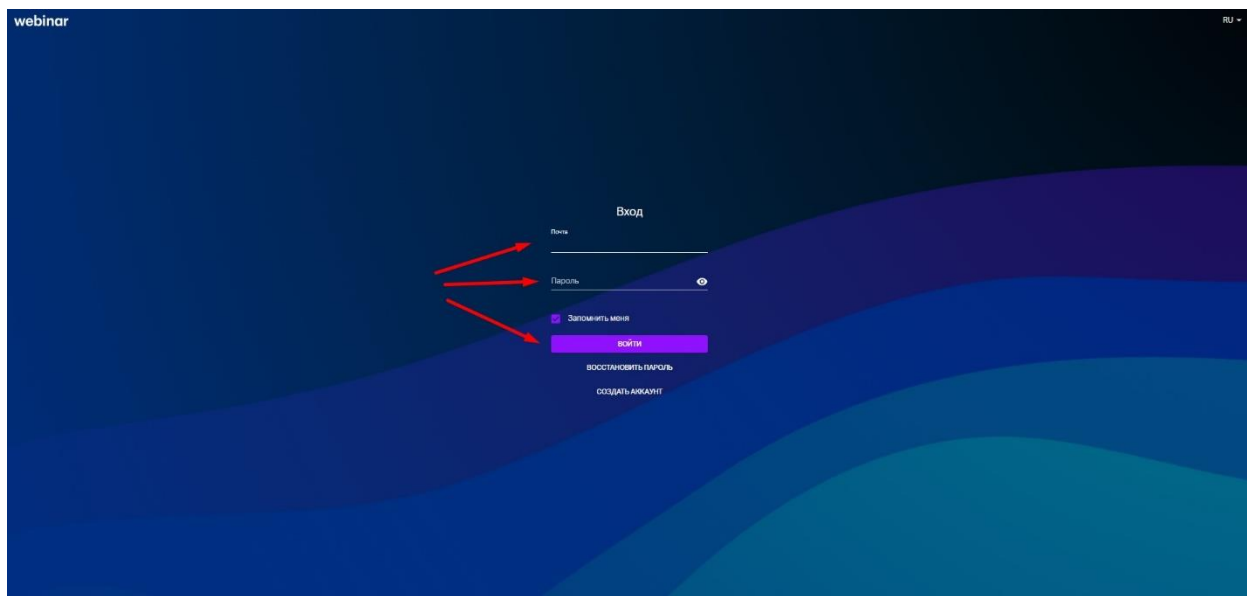 webinar
RU
Вход
Почта
Пароль
Запомнить меня
ВОЙТИ
ВОССТАНОВИТЬ ПАРОЛЬ
СОЗДАТЬ АККАУНТ